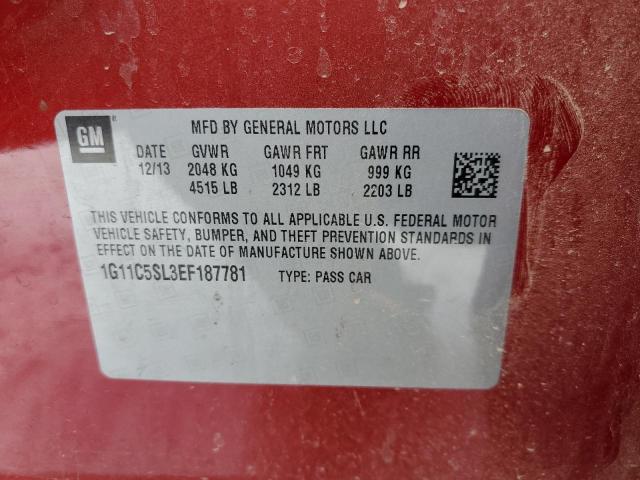 GM ®
MFD BY GENERAL MOTORS LLC
DATE GVWR GAWR FRT GAWR RR
12/13 2048 KG 1049 KG 999 KG
4515 LB 2312 LB 2203 LB
THIS VEHICLE CONFORMS TO ALL APPLICABLE U.S. FEDERAL MOTOR
VEHICLE SAFETY, BUMPER, AND THEFT PREVENTION STANDARDS IN
EFFECT ON THE DATE OF MANUFACTURE SHOWN ABOVE.
1G11C5SL3EF187781 TYPE: PASS CAR